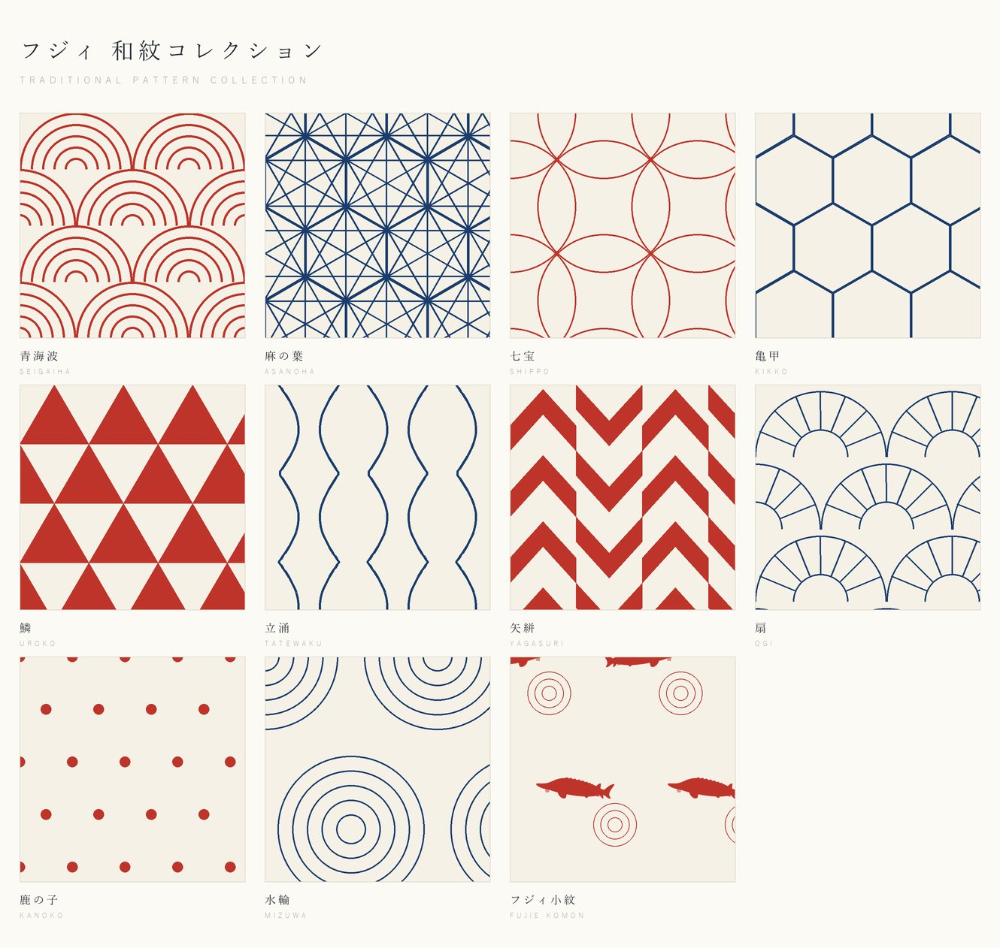 フジィ 和紋コレクション
TRADITIONAL PATTERN COLLECTION
青海波
SEIGAIHA
麻の葉
ASANOHA
七宝
SHIPPO
亀甲
KIKKO
鱗
UROKO
立涌
TATEWAKU
矢絣
YAGASURI
扇
OGI
鹿の子
KANOKO
水輪
MIZUWA
フジィ小紋
FUJIE KOMON